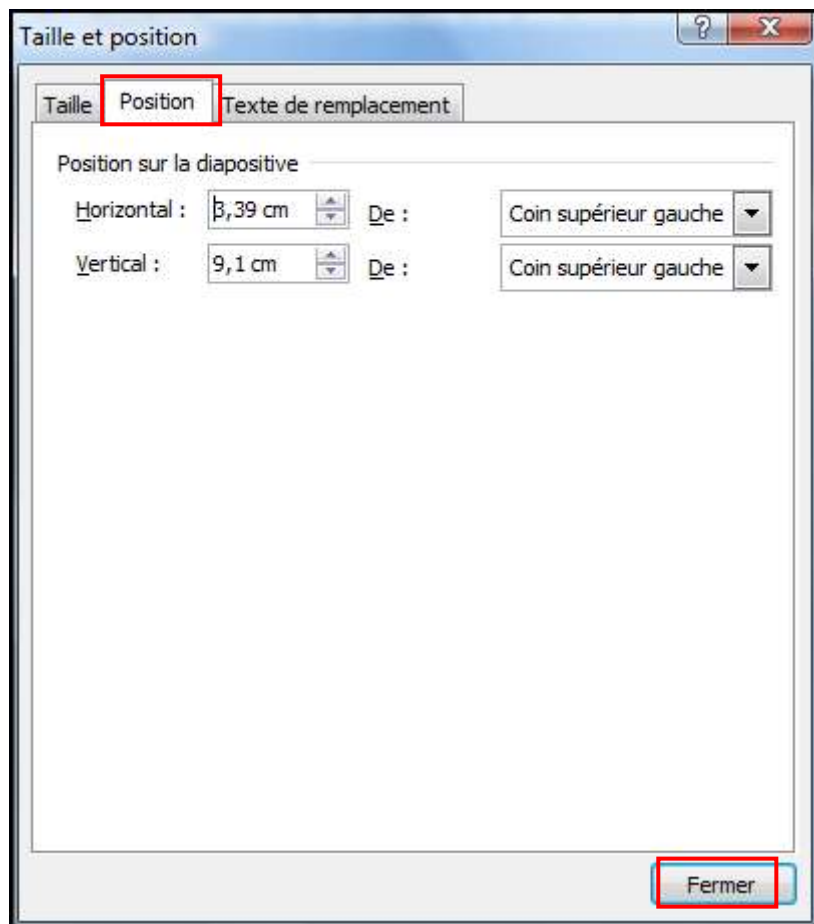 Taille et position
Taille Position Texte de remplacement
Position sur la diapositive
Horizontal : 3,39 cm De : Coin supérieur gauche
Vertical : 9,1 cm De : Coin supérieur gauche
Fermer